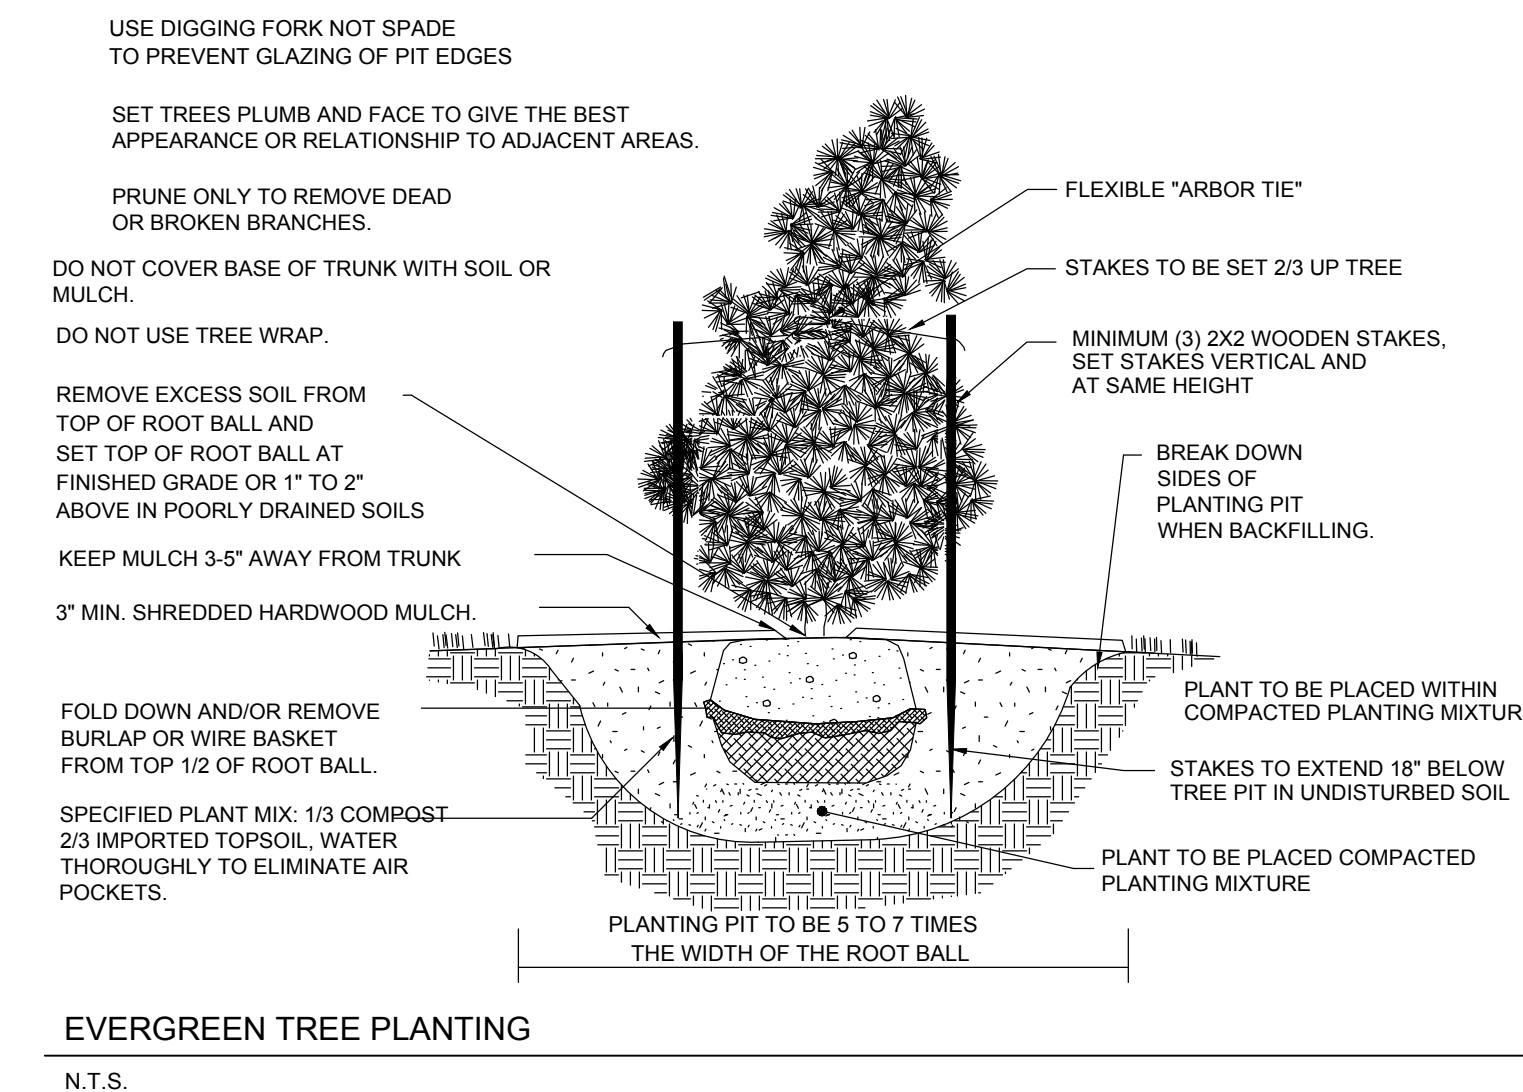 USE DIGGING FORK NOT SPADE
TO PREVENT GLAZING OF PIT EDGES
SET TREES PLUMB AND FACE TO GIVE THE BEST
APPEARANCE OR RELATIONSHIP TO ADJACENT AREAS.
PRUNE ONLY TO REMOVE DEAD
OR BROKEN BRANCHES.
DO NOT COVER BASE OF TRUNK WITH SOIL OR
MULCH.
DO NOT USE TREE WRAP.
REMOVE EXCESS SOIL FROM
TOP OF ROOT BALL AND
SET TOP OF ROOT BALL AT
FINISHED GRADE OR 1" TO 2"
ABOVE IN POORLY DRAINED SOILS
KEEP MULCH 3-5" AWAY FROM TRUNK
3" MIN. SHREDDED HARDWOOD MULCH.
FOLD DOWN AND/OR REMOVE
BURLAP OR WIRE BASKET
FROM TOP 1/2 OF ROOT BALL.
SPECIFIED PLANT MIX: 1/3 COMPOST
2/3 IMPORTED TOPSOIL, WATER
THOROUGHLY TO ELIMINATE AIR
POCKETS.
FLEXIBLE "ARBOR TIE"
STAKES TO BE SET 2/3 UP TREE
MINIMUM (3) 2X2 WOODEN STAKES,
SET STAKES VERTICAL AND
AT SAME HEIGHT
BREAK DOWN
SIDES OF
PLANTING PIT
WHEN BACKFILLING.
PLANT TO BE PLACED WITHIN
COMPACTED PLANTING MIXTUR
STAKES TO EXTEND 18" BELOW
TREE PIT IN UNDISTURBED SOIL
PLANT TO BE PLACED COMPACTED
PLANTING MIXTURE
PLANTING PIT TO BE 5 TO 7 TIMES
THE WIDTH OF THE ROOT BALL
EVERGREEN TREE PLANTING
N.T.S.